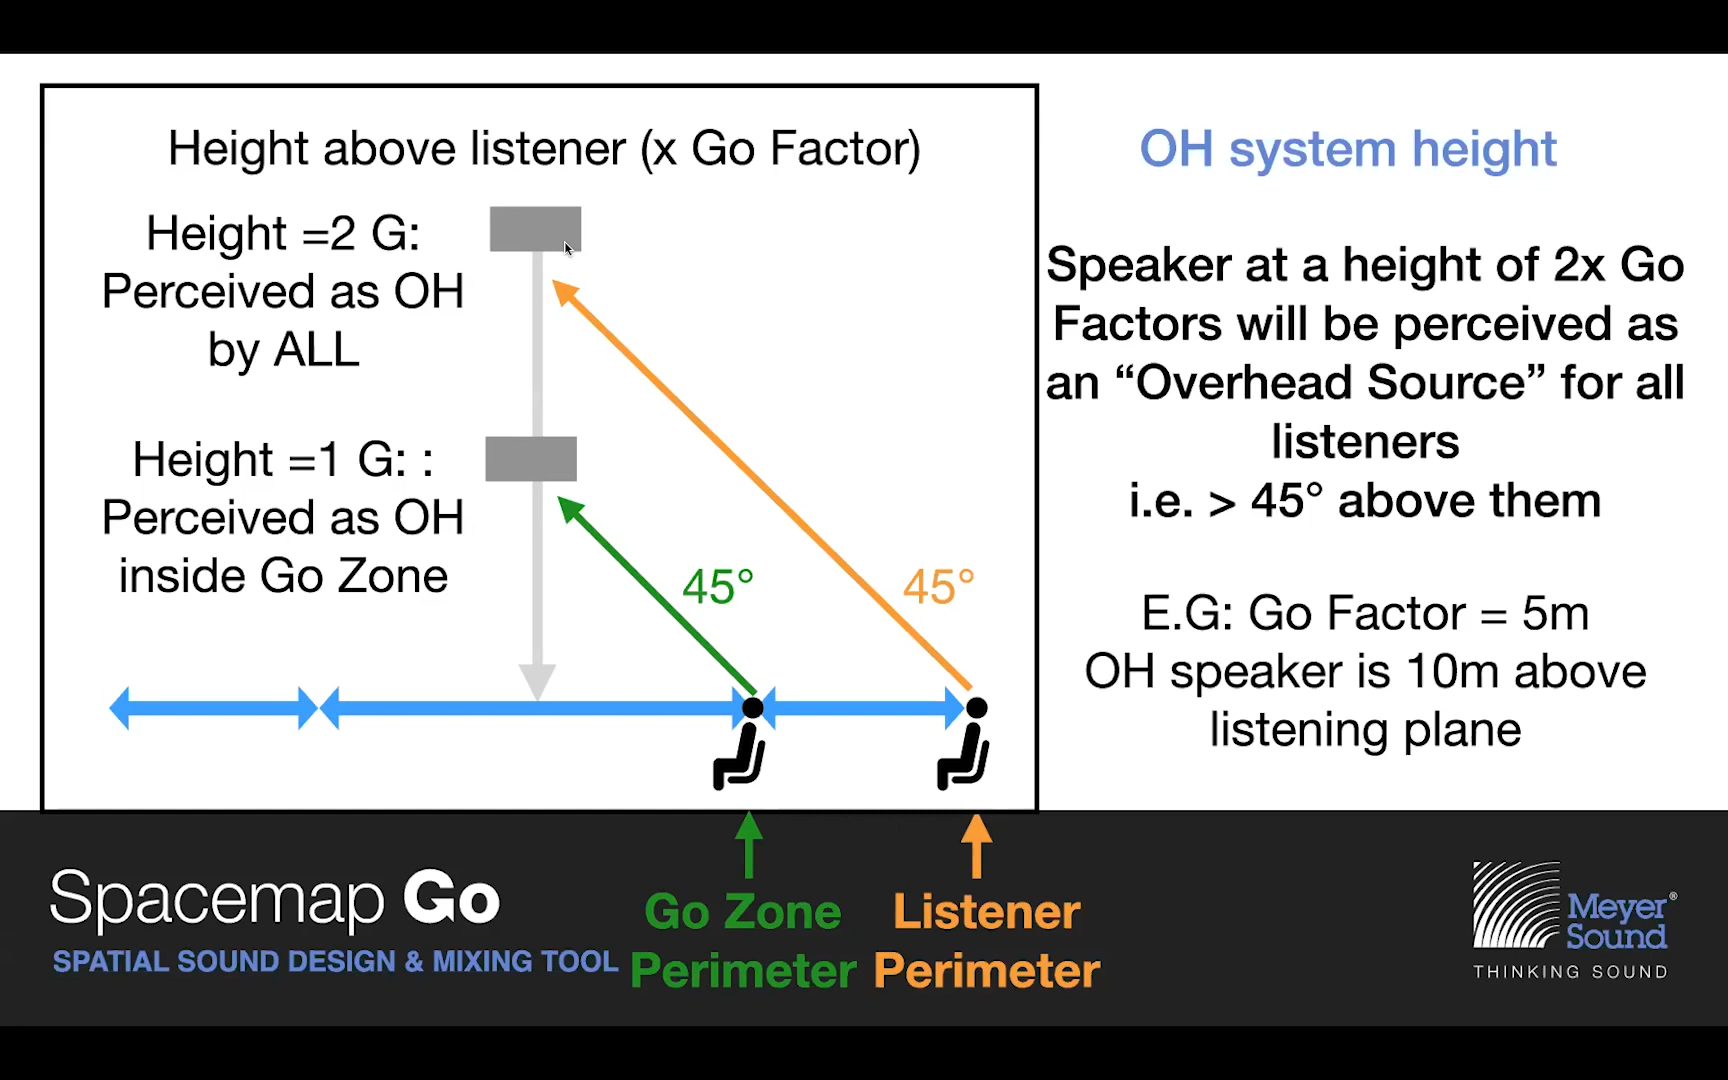 Height above listener (x Go Factor)
Height =2 G:
Perceived as OH
by ALL
Height =1 G: :
Perceived as OH
inside Go Zone
45°
45°
OH system height
Speaker at a height of 2x Go
Factors will be perceived as
an “Overhead Source” for all
listeners
i.e. > 45° above them
E.G: Go Factor = 5m
OH speaker is 10m above
listening plane
Spacemap Go
SPATIAL SOUND DESIGN & MIXING TOOL
Go Zone
Perimeter
Listener
Perimeter
Meyer®
Sound
THINKING SOUND